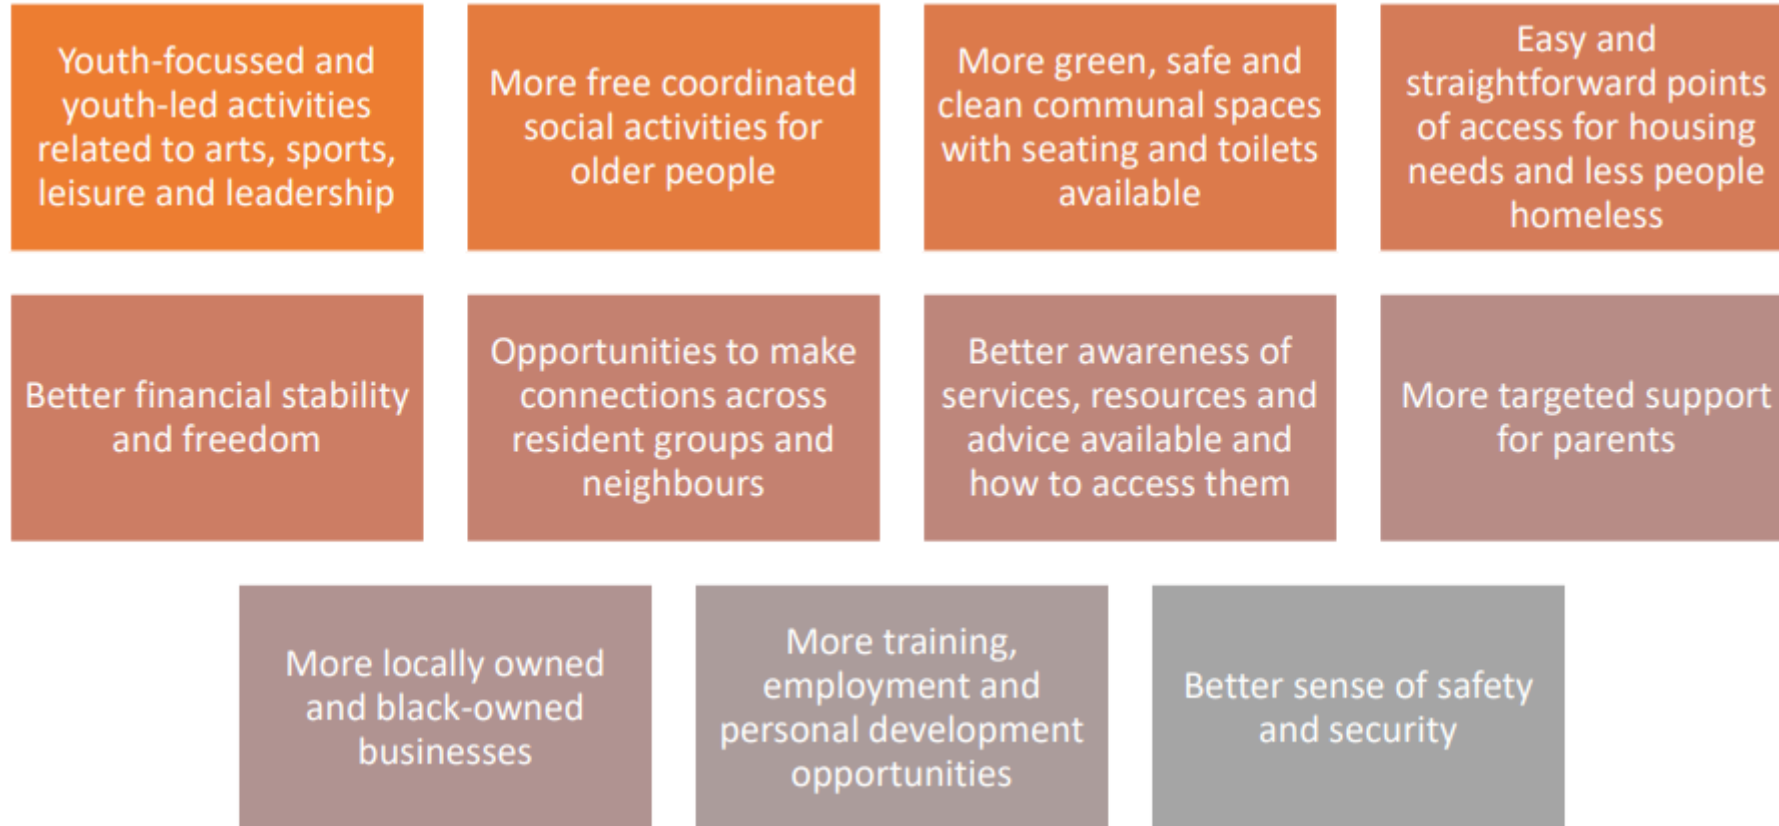 Youth-focussed and
youth-led activities
related to arts, sports,
leisure and leadership
More free coordinated
social activities for
older people
More green, safe and
clean communal spaces
with seating and toilets
available
Easy and
straightforward points
of access for housing
needs and less people
homeless
Better financial stability
and freedom
Opportunities to make
connections across
resident groups and
neighbours
Better awareness of
services, resources and
advice available and
how to access them
More targeted support
for parents
More locally owned
and black-owned
businesses
More training,
employment and
personal development
opportunities
Better sense of safety
and security